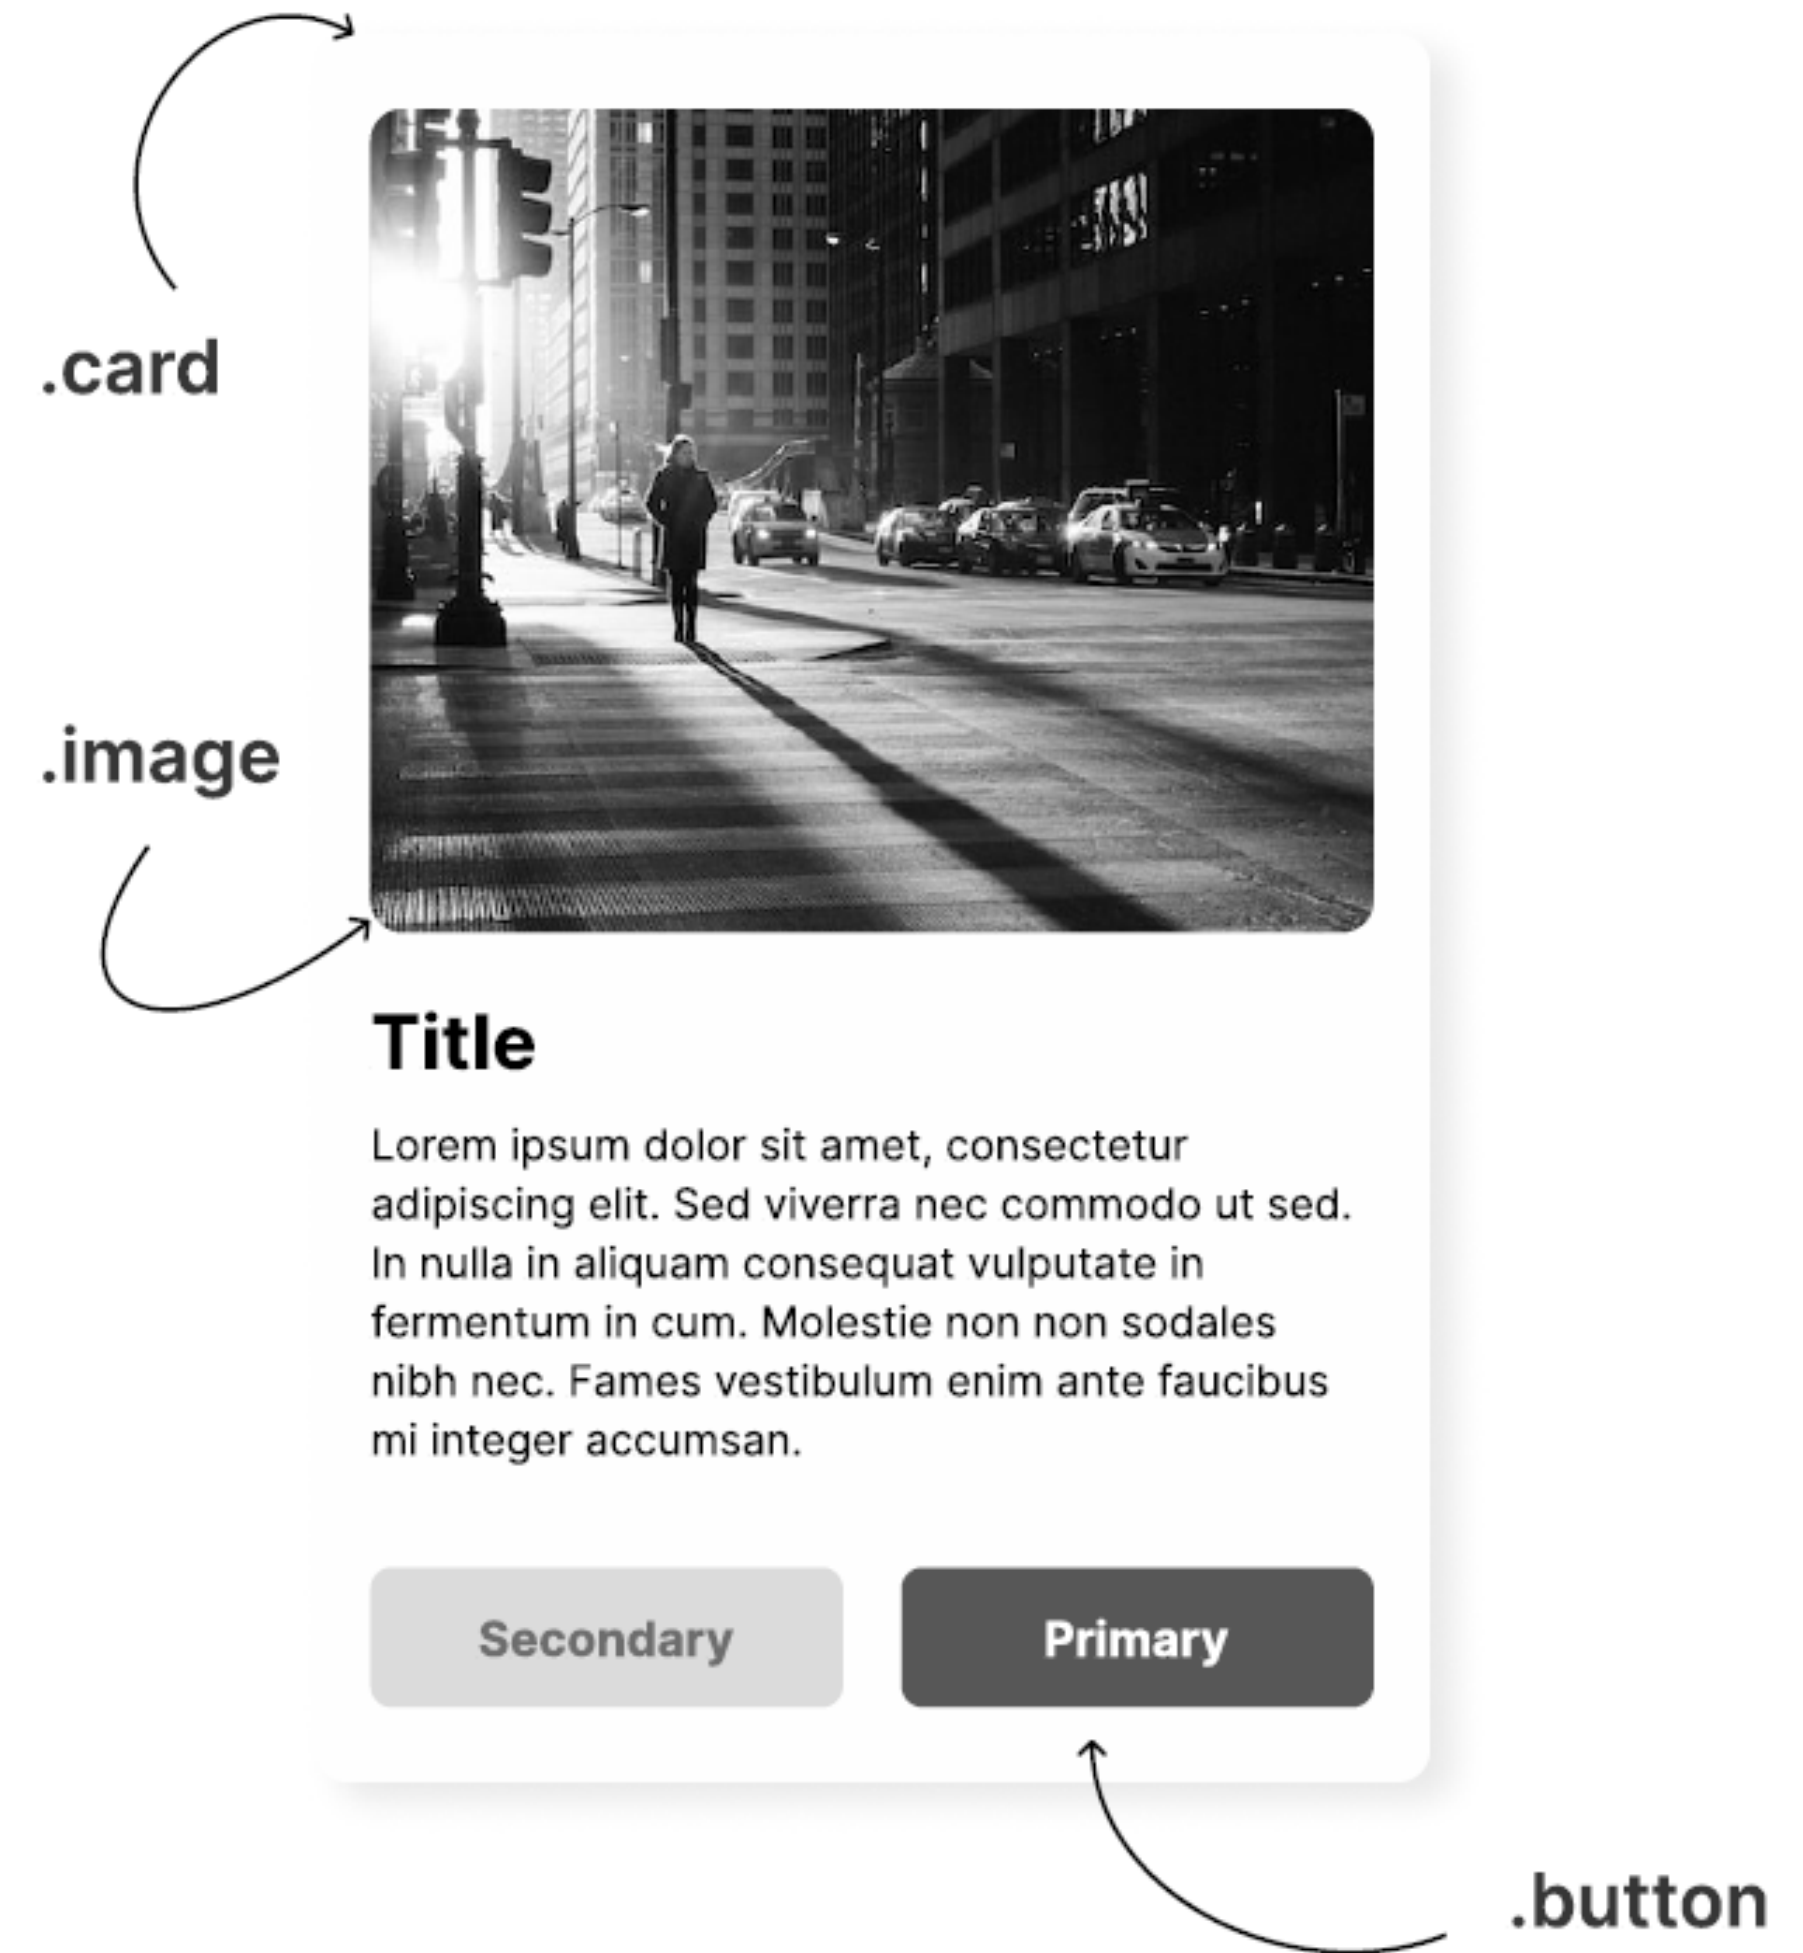 .card
.image
Title
Lorem ipsum dolor sit amet, consectetur
adipiscing elit. Sed viverra nec commodo ut sed.
In nulla in aliquam consequat vulputate in
fermentum in cum. Molestie non non sodales
nibh nec. Fames vestibulum enim ante faucibus
mi integer accumsan.
Secondary
Primary
.button